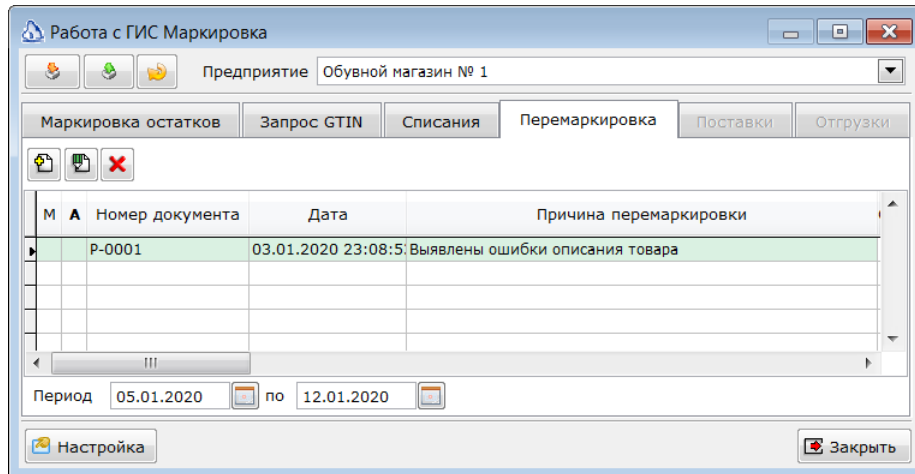 Работа с ГИС Маркировка
Предприятие Обувной магазин № 1
Маркировка остатков Запрос GTIN Списания Перемаркировка Поставки Отгрузки
М А Номер документа Дата Причина перемаркировки
Р-0001 03.01.2020 23:08:5 Выявлены ошибки описания товара
Период 05.01.2020 по 12.01.2020
Настройка Закрыть